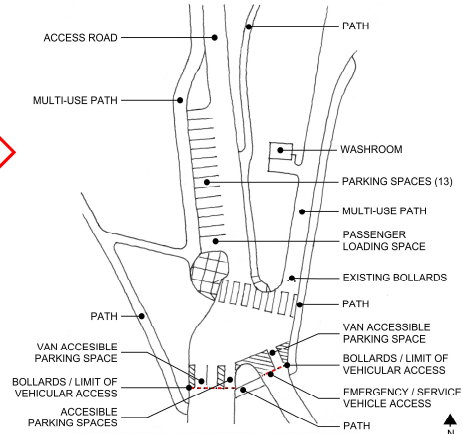 PATH
ACCESS ROAD
MULTI-USE PATH
WASHROOM
PARKING SPACES (13)
MULTI-USE PATH
PASSENGER
LOADING SPACE
EXISTING BOLLARDS
PATH
PATH
VAN ACCESSIBLE
PARKING SPACE
VAN ACCESIBLE
PARKING SPACE
BOLLARDS / LIMIT OF
VEHICULAR ACCESS
BOLLARDS / LIMIT OF
VEHICULAR ACCESS
EMERGENCY / SERVICE
VEHICLE ACCESS
ACCESIBLE
PARKING SPACES
PATH
N